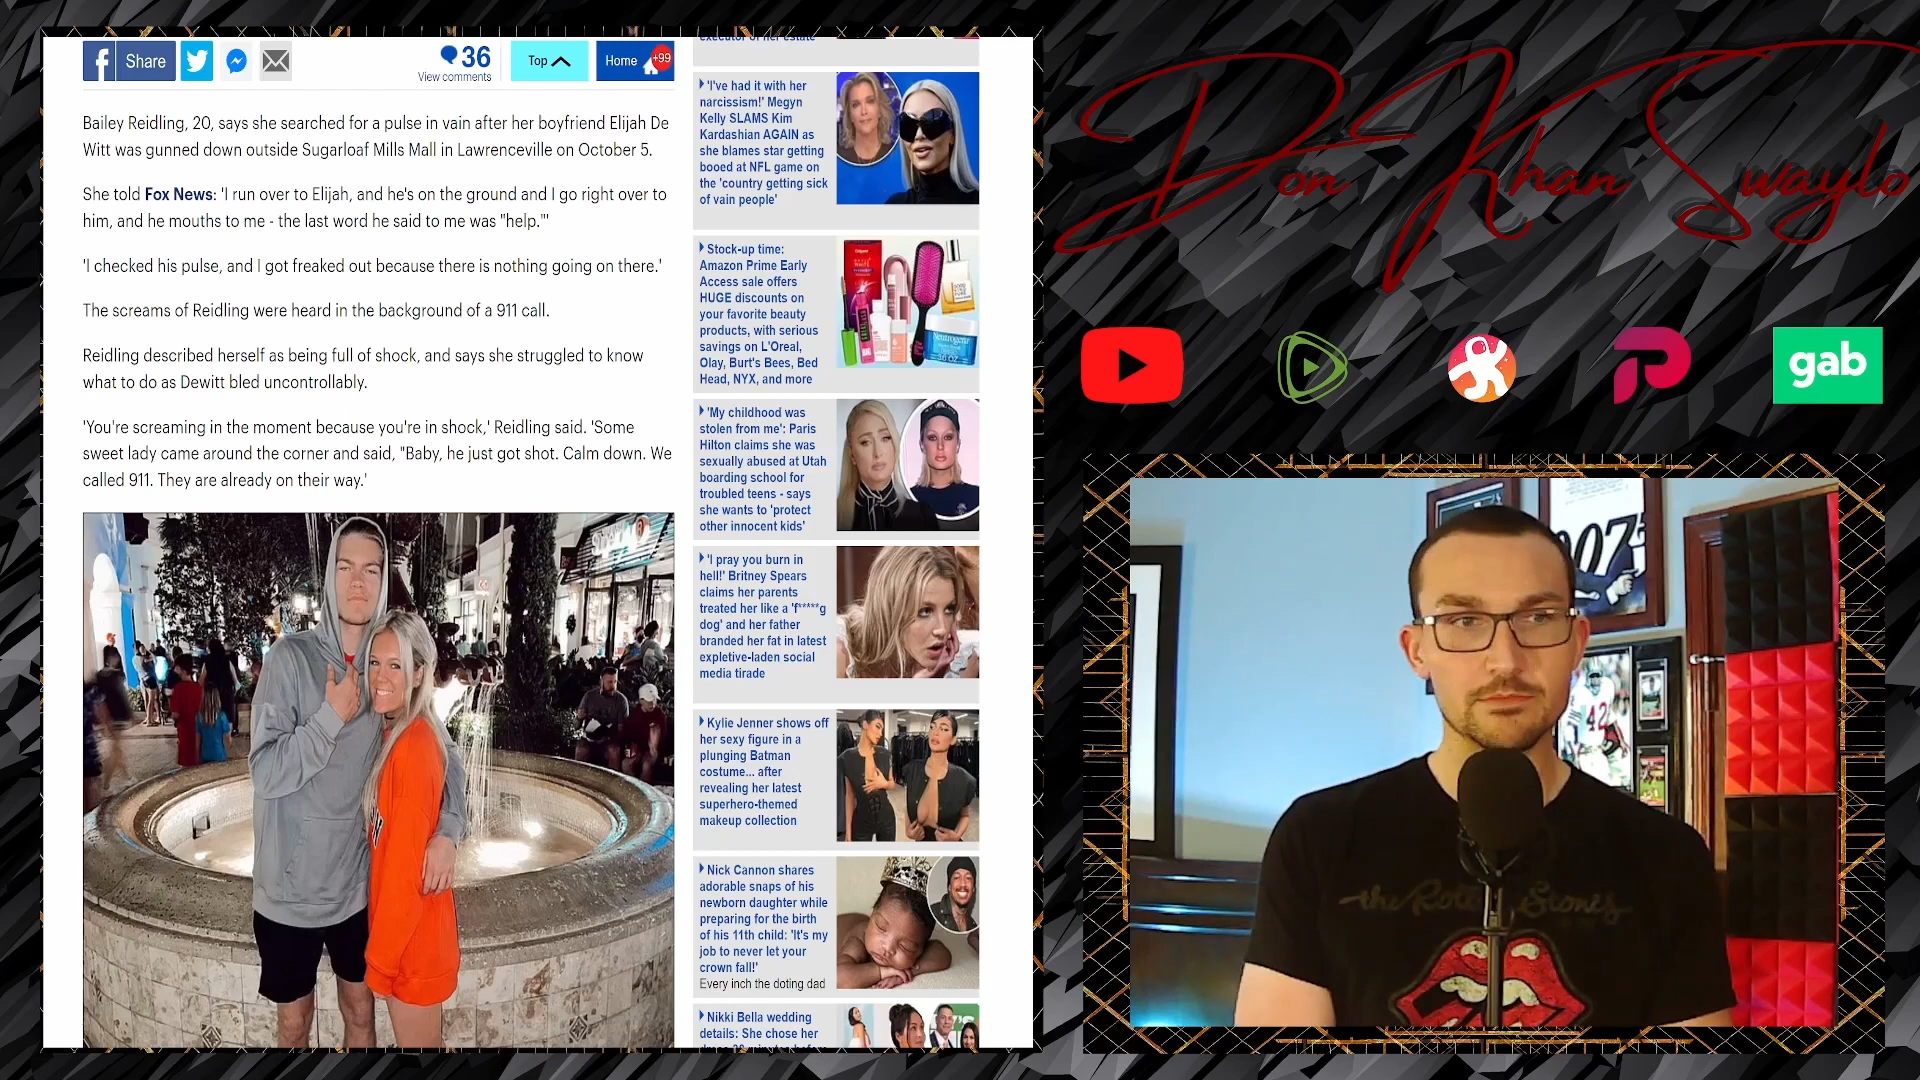 Share
36
View comments
Top
Home
+99
Bailey Reidling, 20, says she searched for a pulse in vain after her boyfriend Elijah De
Witt was gunned down outside Sugarloaf Mills Mall in Lawrenceville on October 5.
She told Fox News: 'I run over to Elijah, and he's on the ground and I go right over to
him, and he mouths to me - the last word he said to me was "help."'
'I checked his pulse, and I got freaked out because there is nothing going on there.'
The screams of Reidling were heard in the background of a 911 call.
Reidling described herself as being full of shock, and says she struggled to know
what to do as Dewitt bled uncontrollably.
'You're screaming in the moment because you're in shock,' Reidling said. 'Some
sweet lady came around the corner and said, "Baby, he just got shot. Calm down. We
called 911. They are already on their way.'
executor of her estate
'I've had it with her
narcissism!' Megyn
Kelly SLAMS Kim
Kardashian AGAIN as
she blames star getting
booed at NFL game on
the 'country getting sick
of vain people'
Stock-up time:
Amazon Prime Early
Access sale offers
HUGE discounts on
your favorite beauty
products, with serious
savings on L'Oreal,
Olay, Burt's Bees, Bed
Head, NYX, and more
'My childhood was
stolen from me': Paris
Hilton claims she was
sexually abused at Utah
boarding school for
troubled teens - says
she wants to 'protect
other innocent kids'
'I pray you burn in
hell!' Britney Spears
claims her parents
treated her like a 'f*****g
dog' and her father
branded her fat in latest
expletive-laden social
media tirade
Kylie Jenner shows off
her sexy figure in a
plunging Batman
costume... after
revealing her latest
superhero-themed
makeup collection
Nick Cannon shares
adorable snaps of his
newborn daughter while
preparing for the birth
of his 11th child: 'It's my
job to never let your
crown fall!'
Every inch the doting dad
Nikki Bella wedding
details: She chose her
Don Khan Swaylo
gab
007
42
the Stones